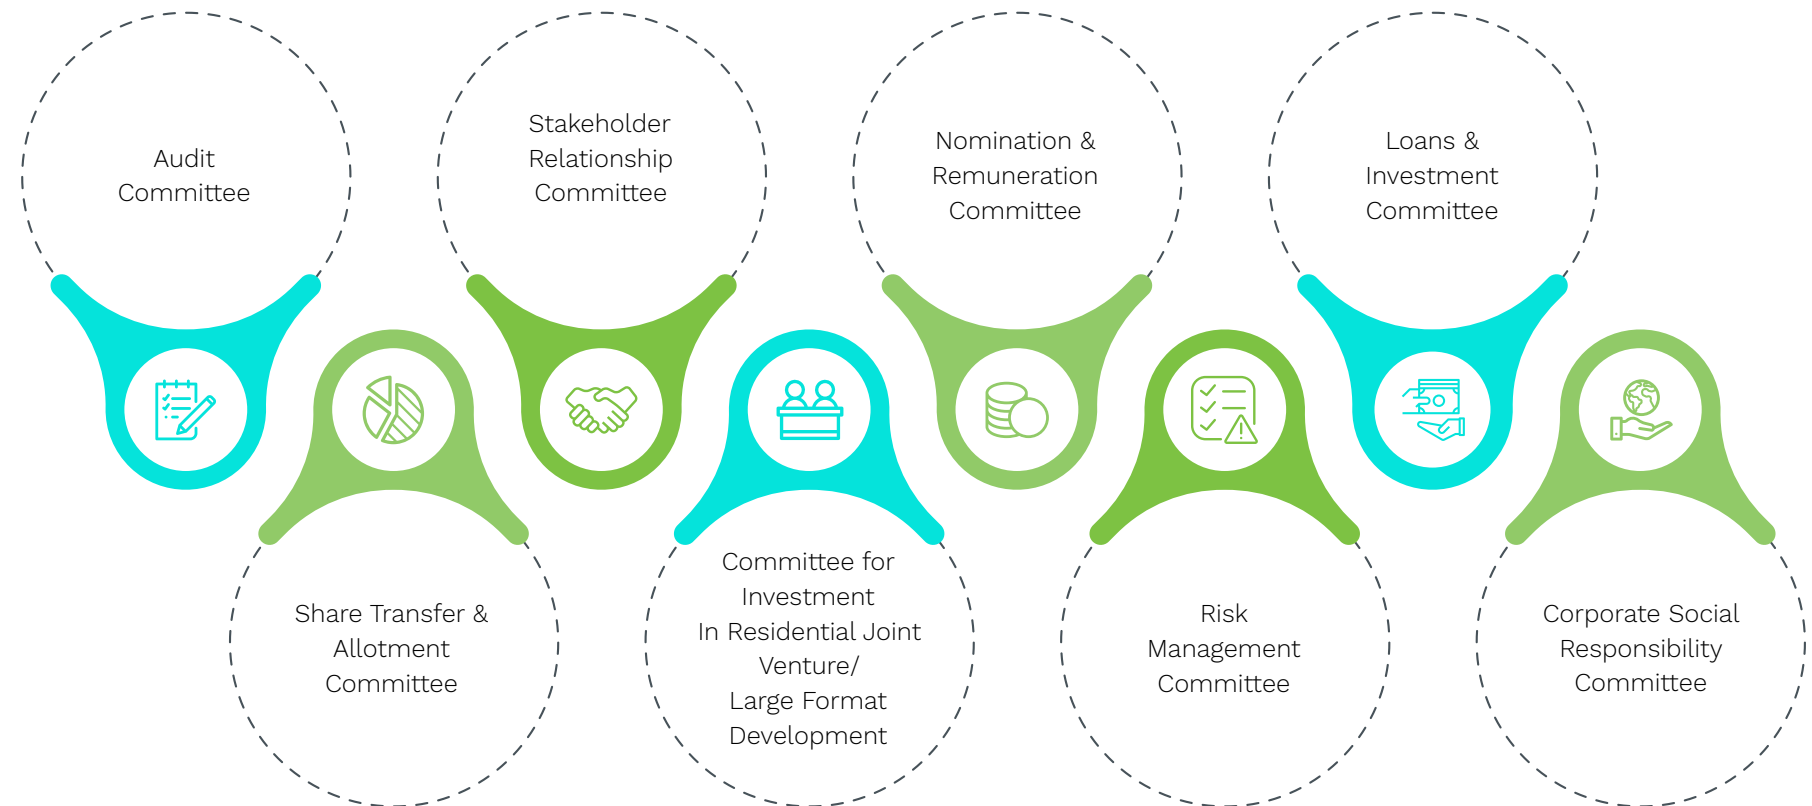 Audit
Committee
Stakeholder
Relationship
Committee
Nomination &
Remuneration
Committee
Loans &
Investment
Committee
Share Transfer &
Allotment
Committee
Committee for
Investment
In Residential Joint
Venture/
Large Format
Development
Risk
Management
Committee
Corporate Social
Responsibility
Committee